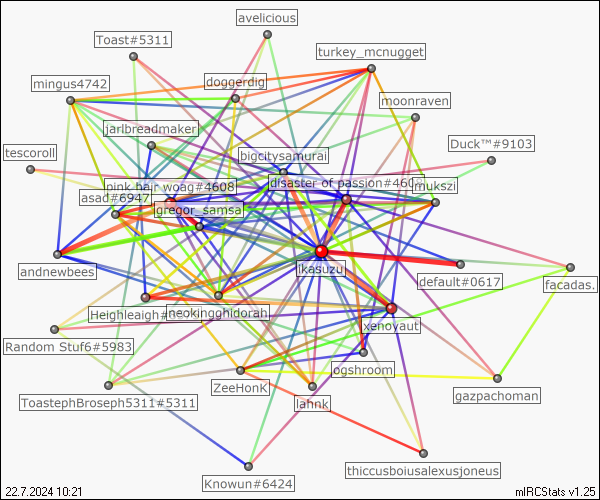 avelicious
Toast#5311
turkey_mcnugget
mingus4742
doggerdig
moonraven
jarlbreadmaker
Duck™#9103
tescoroll
bigcitysamurai
pink hair woag#4608
disaster of passion#460
mukszi
asad#6947
gregor_samsa
andnewbees
ikasuzu
default#0617
facadas.
Heighleigh#
neokingghidorah
xenoyaut
Random Stuf6#5983
ogshroom
ZeeHonk
gazpachoman
ToastephBroseph5311#5311
lahnk
thiccusboiusalexusjoneus
Knowun#6424
22.7.2024 10:21
mIRCStats v1.25